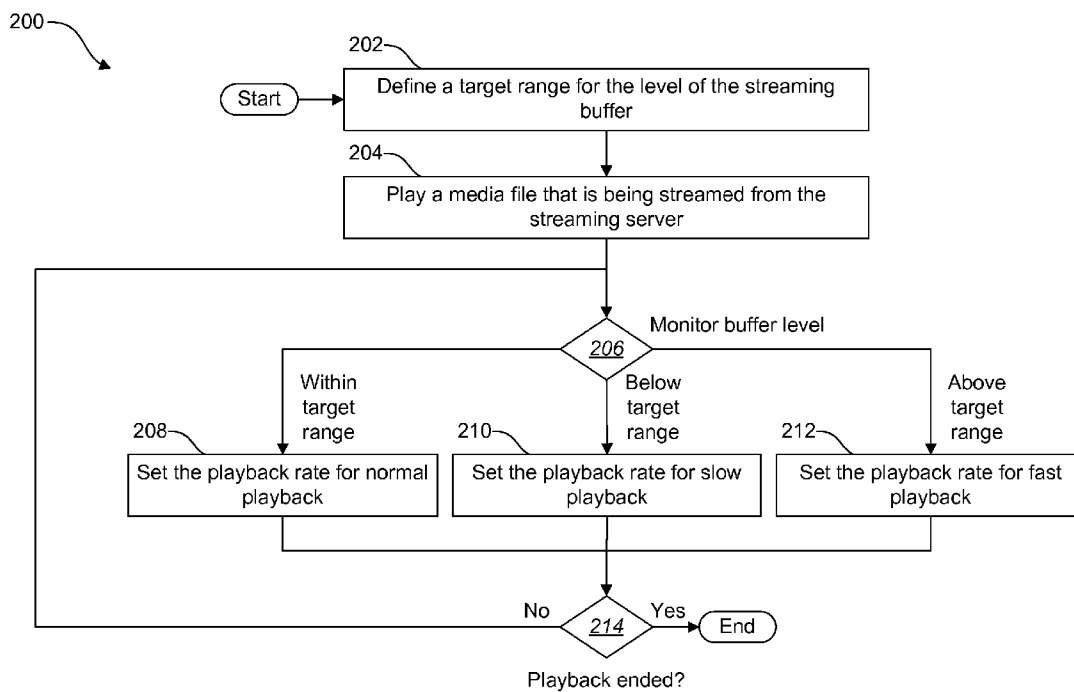 200
202
Start
Define a target range for the level of the streaming
buffer
204
Play a media file that is being streamed from the
streaming server
Monitor buffer level
206
Within
target
range
Below
target
range
Above
target
range
208
Set the playback rate for normal
playback
210
Set the playback rate for slow
playback
212
Set the playback rate for fast
playback
No
214
Yes
End
Playback ended?